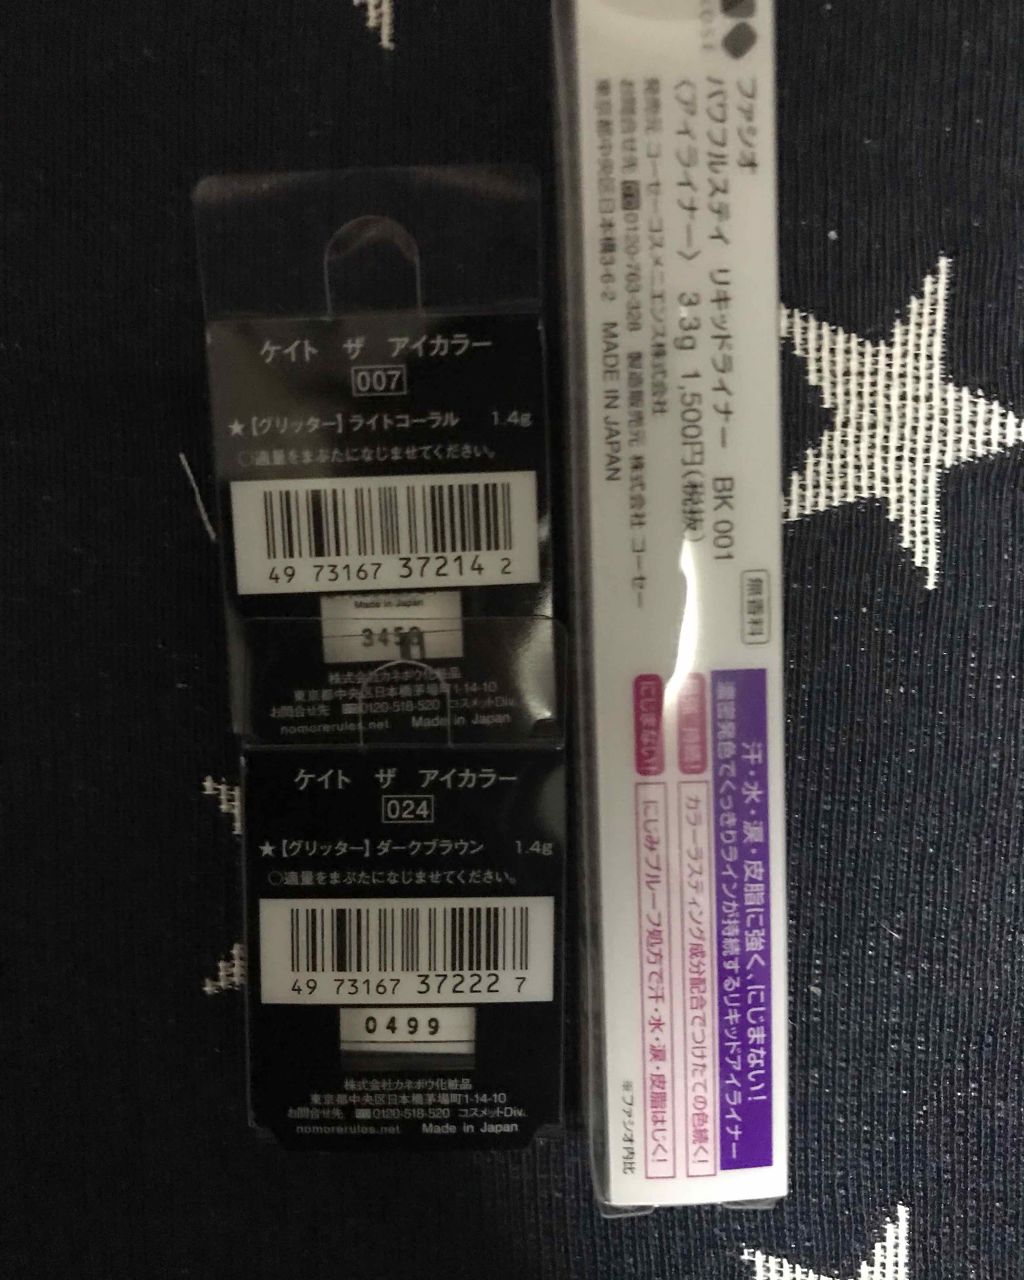 ケイト ザ アイカラー
007
★【グリッター】ライトコーラル 1.4g
○適量をまぶたになじませてください。
49 73167 37214 2
Made in Japan
株式会社カネボウ化粧品
東京都中央区日本橋茅場町1-14-10
お問合せ先 0120-518-520 コスメットDiv.
nomorerules.net Made in Japan
ケイト ザ アイカラー
024
★【グリッター】ダークブラウン 1.4g
○適量をまぶたになじませてください。
49 73167 37222 7
0499
株式会社カネボウ化粧品
東京都中央区日本橋茅場町1-14-10
お問合せ先 0120-518-520 コスメットDiv.
nomorerules.net Made in Japan
ファシオ
パワフルステイ リキッドライナー BK 001
〈アイライナー〉 3.3g 1,500円(税抜)
発売元 コーセーコスメニエンス株式会社
お問合せ先 0120-763-328 製造販売元 株式会社 コーセー
東京都中央区日本橋3-6-2 MADE IN JAPAN
無香料
汗・水・涙・皮脂に強く、にじまない!
濃密発色でくっきりラインが持続するリキッドアイライナー
カラーラスティング成分配合でつけたての色続く!
にじまない!
にじみプルーフ処方で汗・水・涙・皮脂はじく!
※ファシオ内比